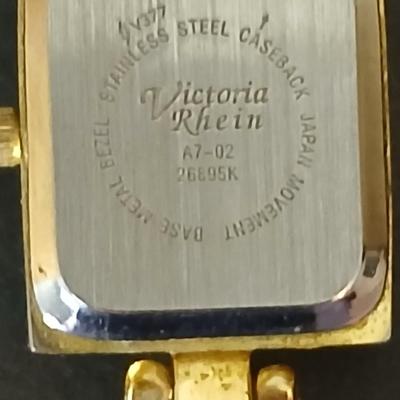 V377
STAINLESS STEEL CASEBACK JAPAN MOVEMENT BASE METAL BEZEL
Victoria
Rhein
A7-02
26895K